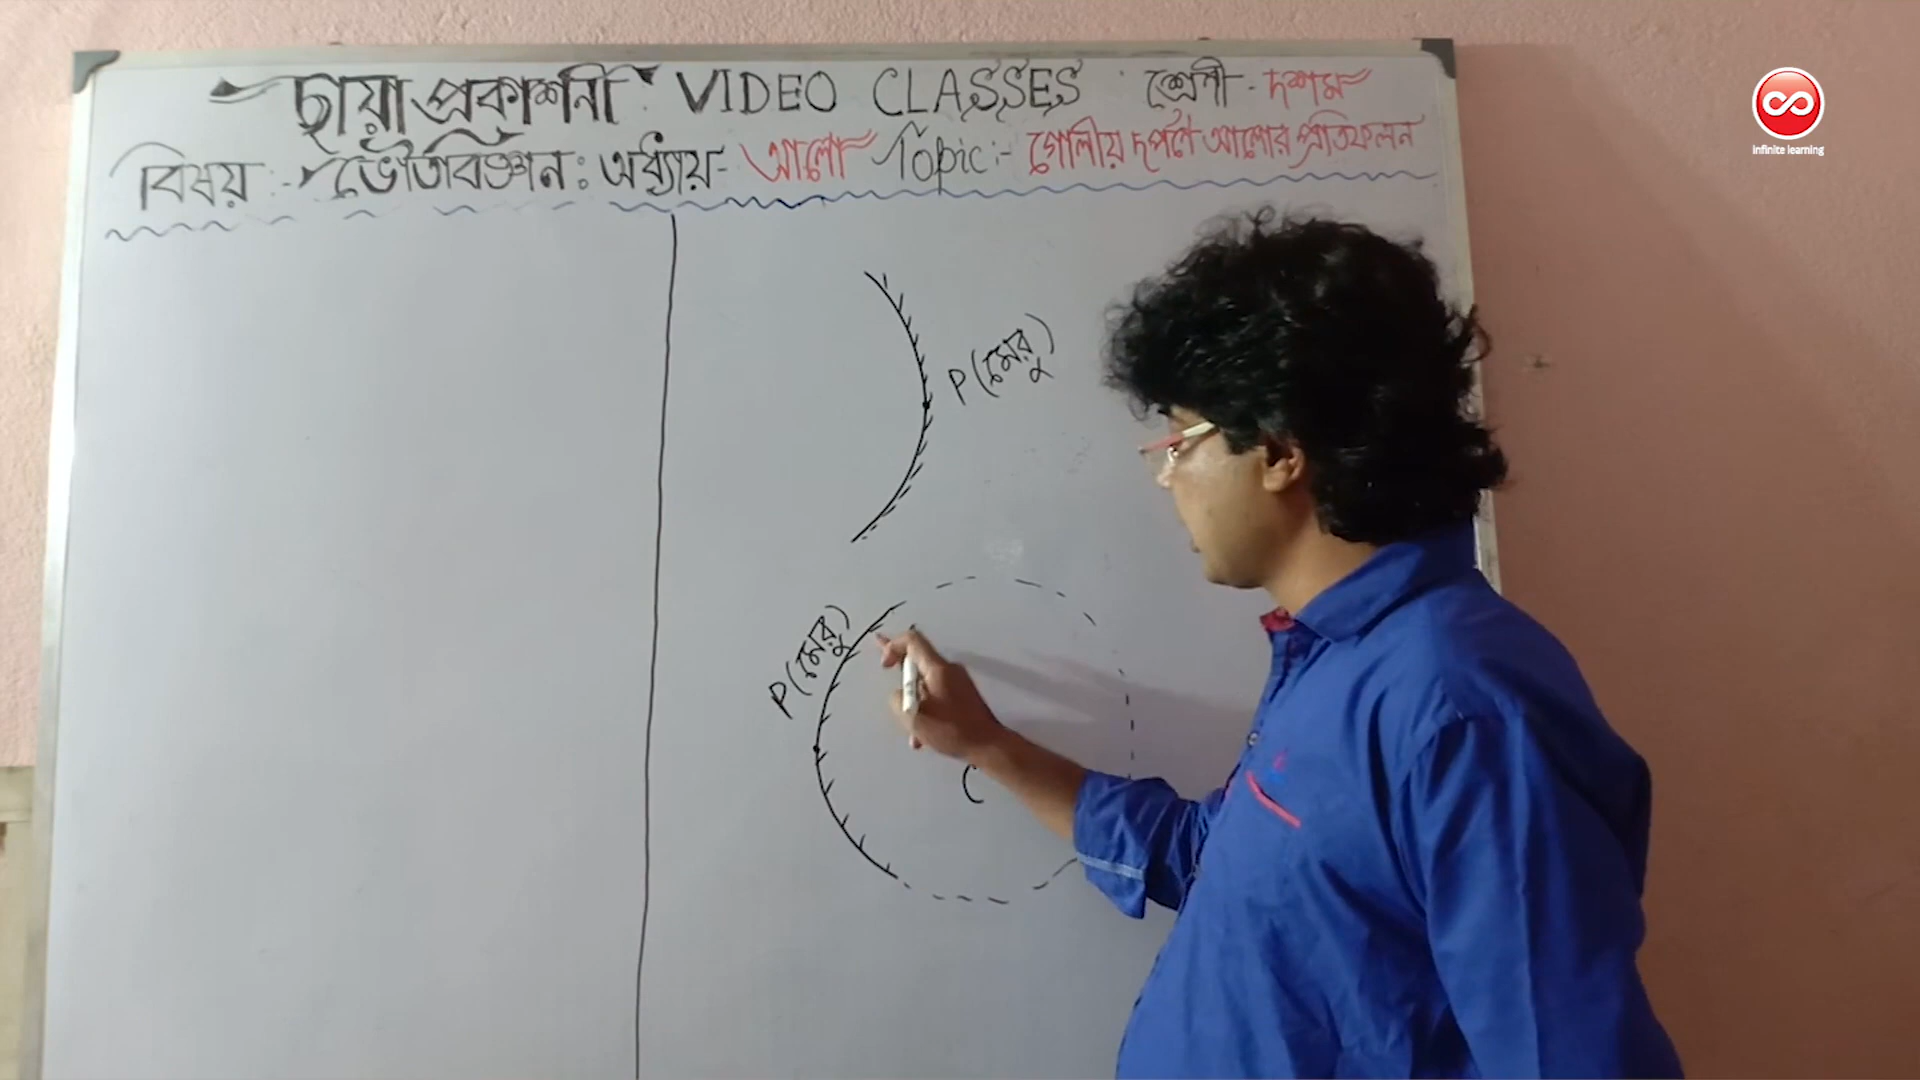 ছায়া প্রকাশনী VIDEO CLASSES শ্রেণী - দশম
বিষয় :- ভৌতবিজ্ঞান : অধ্যায় - আলো Topic :- গোলীয় দর্পণে আলোর প্রতিফলন
infinite learning
P (মেরু)
P (মেরু)
C